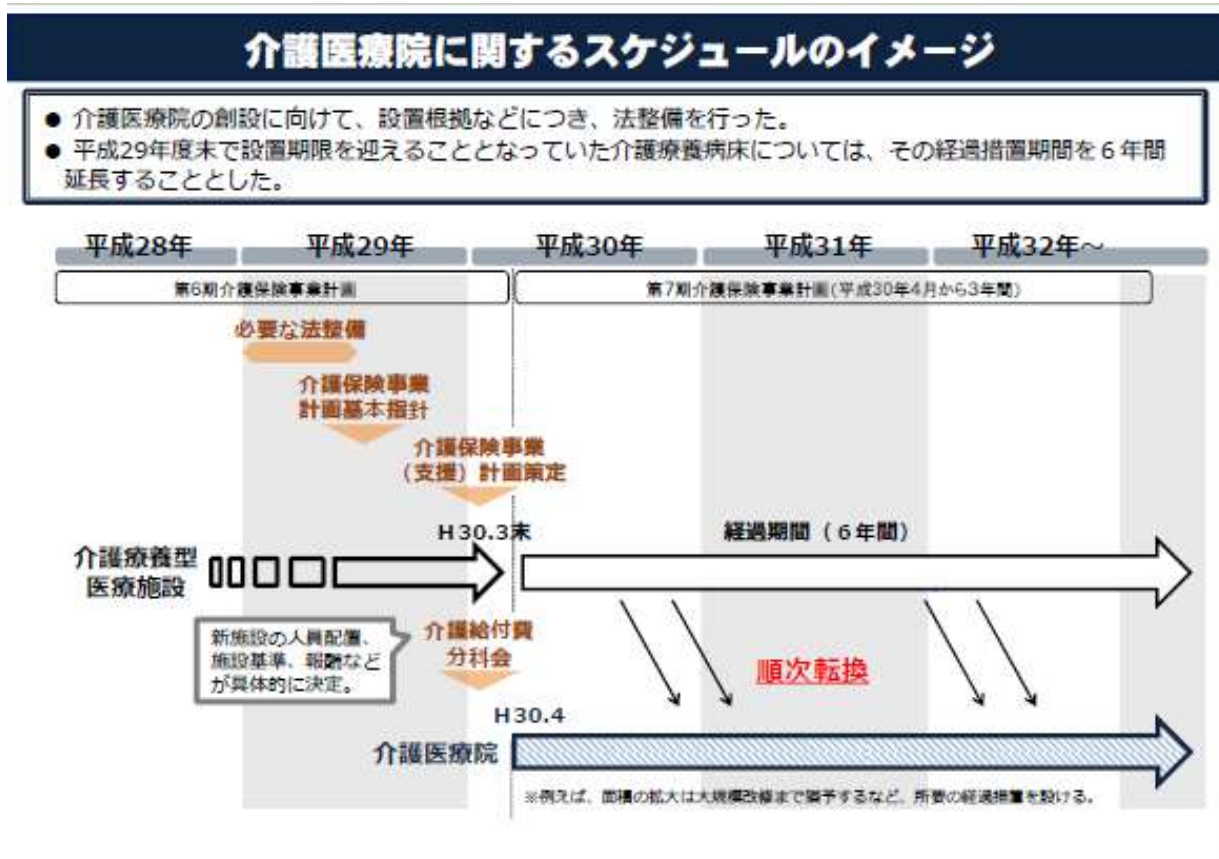 介護医療院に関するスケジュールのイメージ
● 介護医療院の創設に向けて、設置根拠などにつき、法整備を行った。
● 平成29年度末で設置期限を迎えることとなっていた介護療養病床については、その経過措置期間を６年間
延長することとした。
平成28年
平成29年
平成30年
平成31年
平成32年～
第6期介護保険事業計画
第7期介護保険事業計画(平成30年4月から3年間)
必要な法整備
介護保険事業
計画基本指針
介護保険事業
（支援）計画策定
H30.3末
経過期間（６年間）
介護療養型
医療施設
新施設の人員配置、
施設基準、報酬など
が具体的に決定。
介護給付費
分科会
順次転換
H30.4
介護医療院
※例えば、面積の拡大は大規模改修まで猶予するなど、所要の経過措置を設ける。